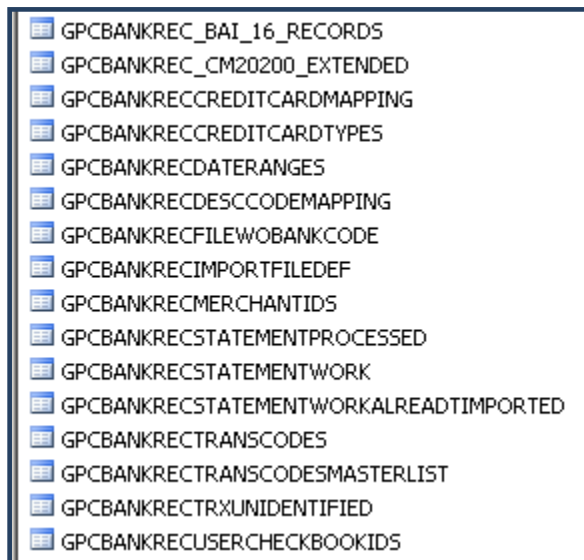 GPCBANKREC_BAI_16_RECORDS
GPCBANKREC_CM20200_EXTENDED
GPCBANKRECCREDITCARDMAPPING
GPCBANKRECCREDITCARDTYPES
GPCBANKRECDATERANGES
GPCBANKRECDESCCODEMAPPING
GPCBANKRECFILEWOBANKCODE
GPCBANKRECIMPORTFILEDEF
GPCBANKRECMERCHANTIDS
GPCBANKRECSTATEMENTPROCESSED
GPCBANKRECSTATEMENTWORK
GPCBANKRECSTATEMENTWORKALREADTIMPORTED
GPCBANKRECTRANSCODES
GPCBANKRECTRANSCODESMASTERLIST
GPCBANKRECTRXUNIDENTIFIED
GPCBANKRECUSERCHECKBOOKIDS